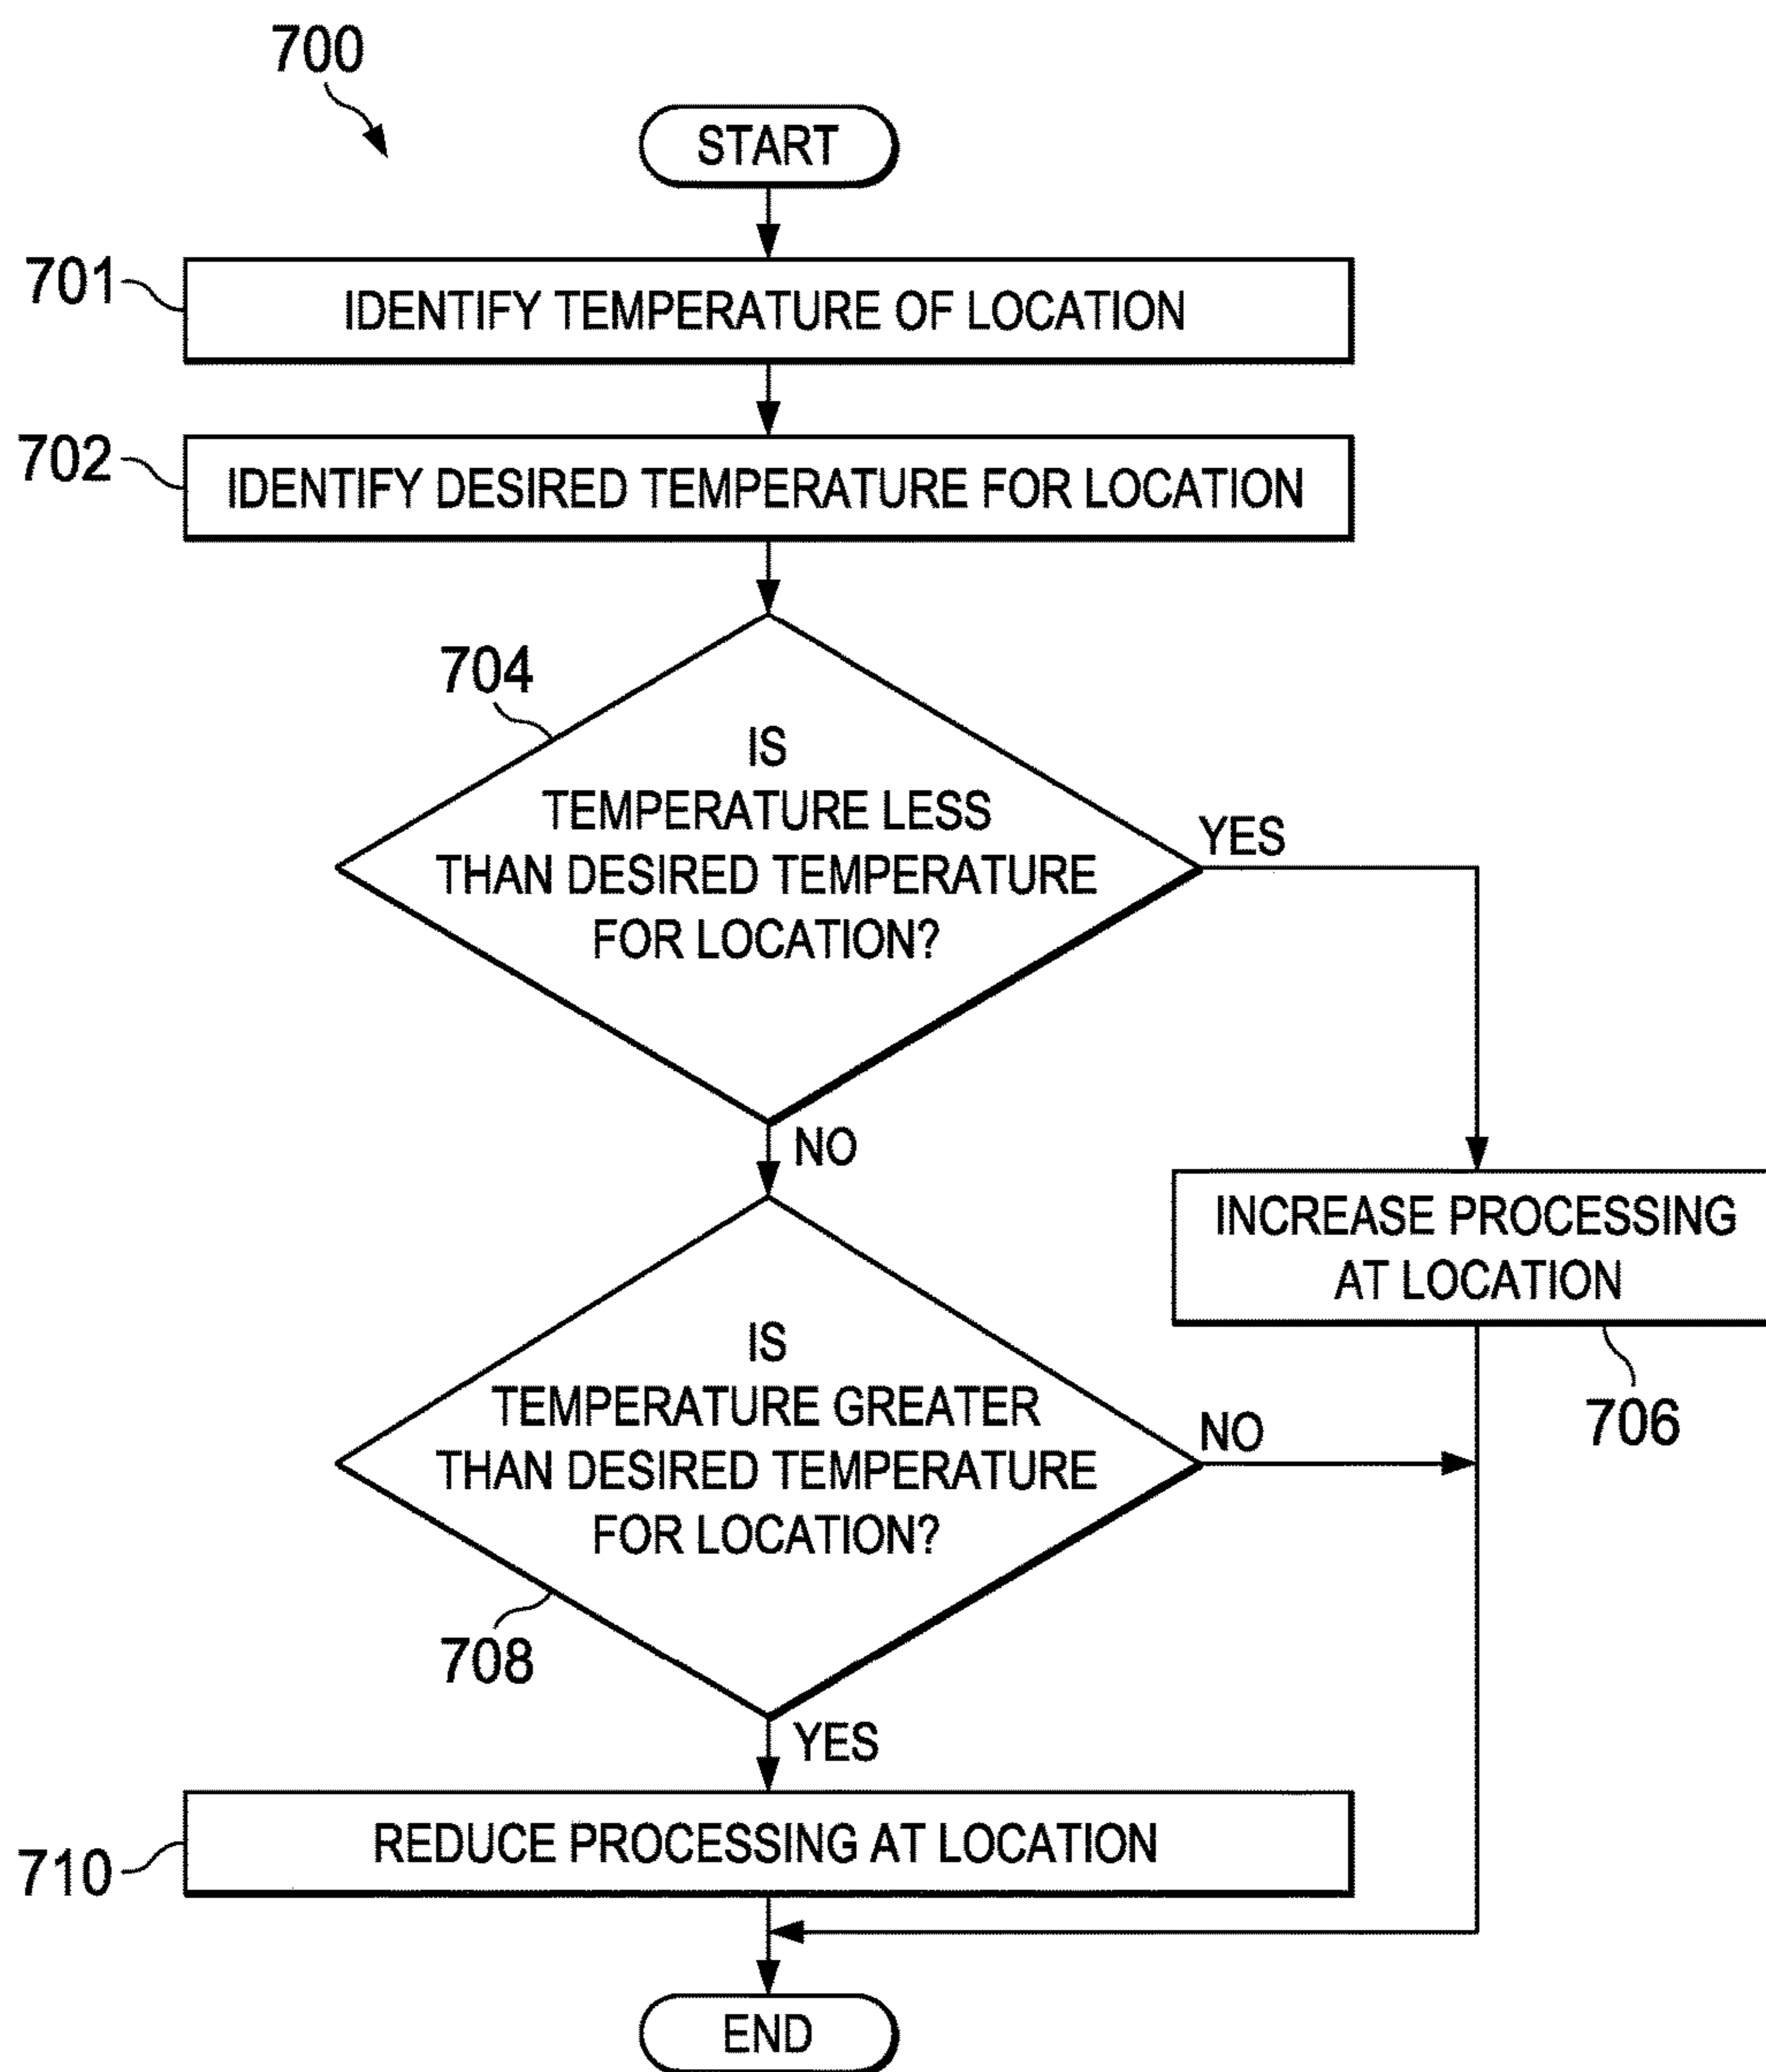 700
START
701
IDENTIFY TEMPERATURE OF LOCATION
702
IDENTIFY DESIRED TEMPERATURE FOR LOCATION
704
IS
TEMPERATURE LESS
THAN DESIRED TEMPERATURE
FOR LOCATION?
YES
NO
INCREASE PROCESSING
AT LOCATION
706
IS
TEMPERATURE GREATER
THAN DESIRED TEMPERATURE
FOR LOCATION?
NO
708
YES
710
REDUCE PROCESSING AT LOCATION
END